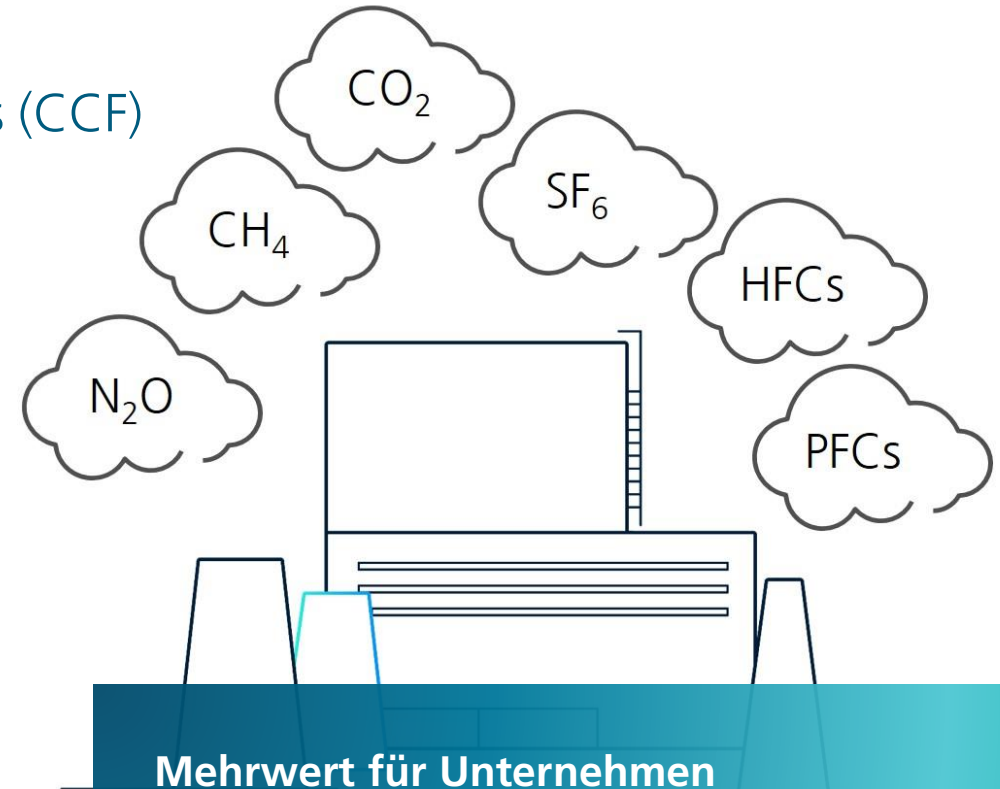 s (CCF)
CO₂
SF₆
CH₄
HFCs
N₂O
PFCs
Mehrwert für Unternehmen